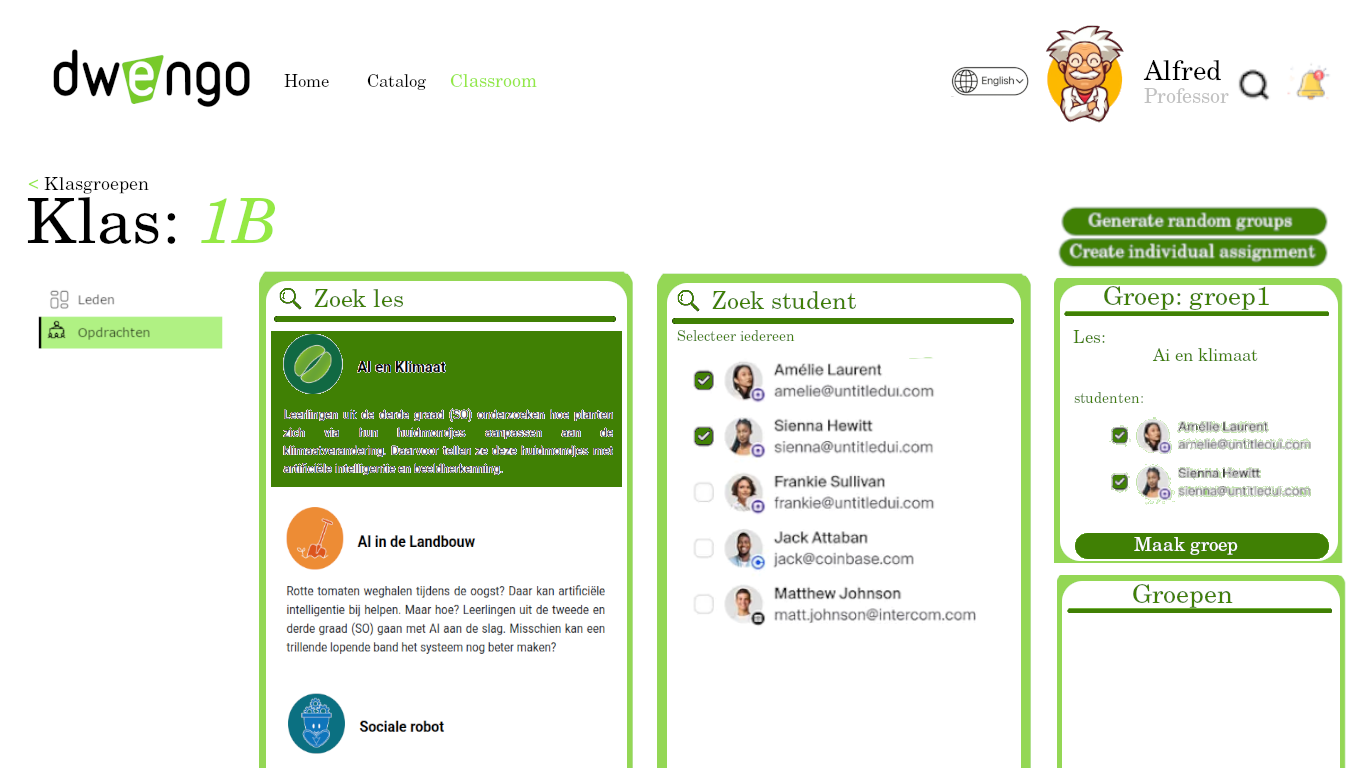 dwengo
Home
Catalog
Classroom
English
Alfred
Professor
< Klasgroepen
Klas: 1B
Generate random groups
Create individual assignment
Leden
Opdrachten
Zoek les
AI en Klimaat
Leerlingen uit de derde graad (SO) onderzoeken hoe planten
zich via hun huidmondjes aanpassen aan de
klimaatverandering. Daarvoor tellen ze deze huidmondjes met
artificiële intelligentie en beeldherkenning.
AI in de Landbouw
Rotte tomaten weghalen tijdens de oogst? Daar kan artificiële
intelligentie bij helpen. Maar hoe? Leerlingen uit de tweede en
derde graad (SO) gaan met AI aan de slag. Misschien kan een
trillende lopende band het systeem nog beter maken?
Sociale robot
Zoek student
Selecteer iedereen
Amélie Laurent
amelie@untitledui.com
Sienna Hewitt
sienna@untitledui.com
Frankie Sullivan
frankie@untitledui.com
Jack Attaban
jack@coinbase.com
Matthew Johnson
matt.johnson@intercom.com
Groep: groep1
Les:
Ai en klimaat
studenten:
Amélie Laurent
amelie@untitledui.com
Sienna Hewitt
sienna@untitledui.com
Maak groep
Groepen